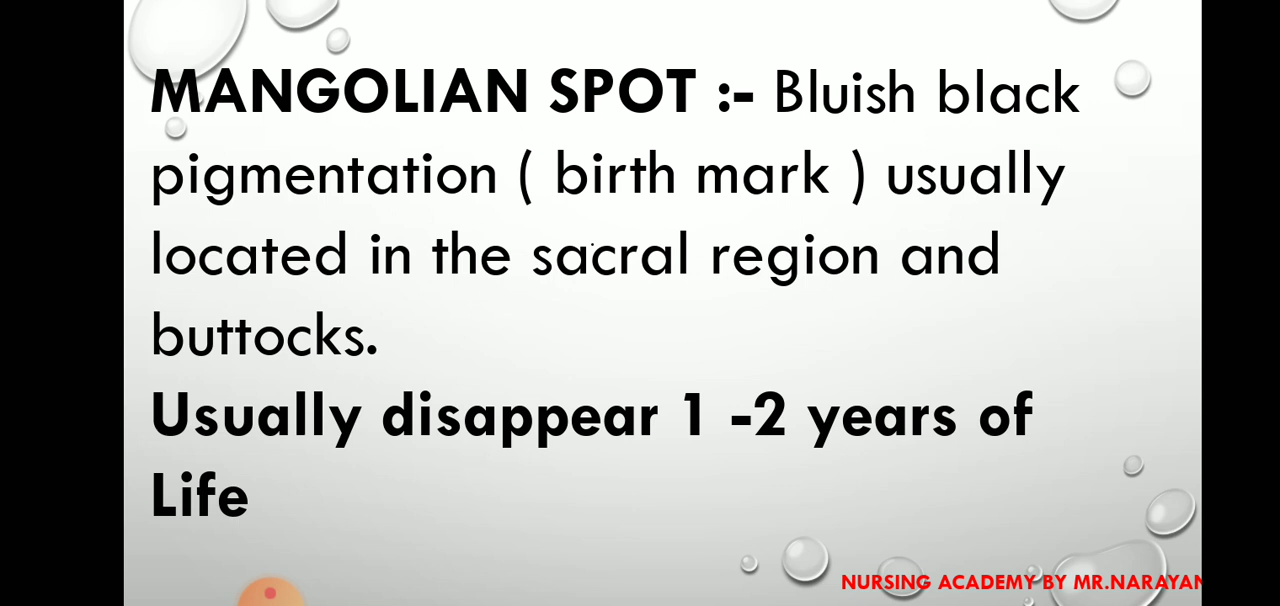 MANGOLIAN SPOT :- Bluish black
pigmentation ( birth mark ) usually
located in the sacral region and
buttocks.
Usually disappear 1 -2 years of
Life
NURSING ACADEMY BY MR.NARAYAN